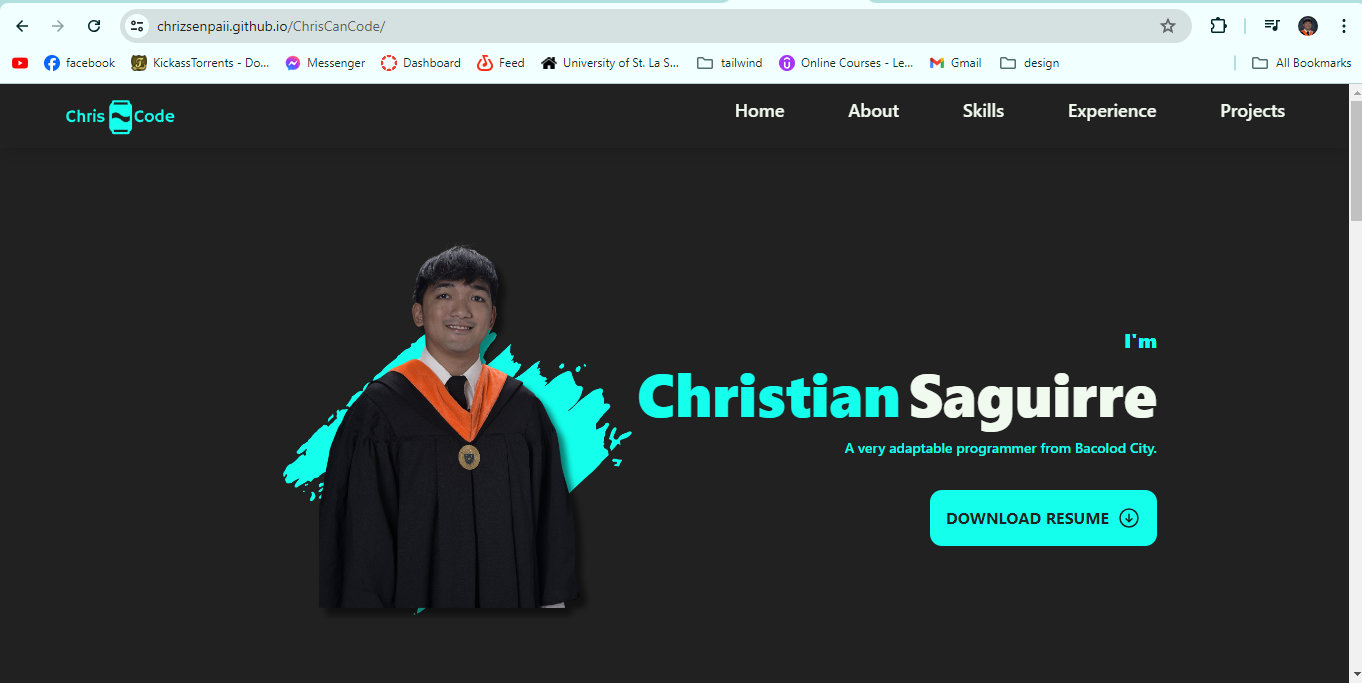 chrizsenpaii.github.io/ChrisCanCode/
facebook KickassTorrents - Do... Messenger Dashboard Feed University of St. La S... tailwind Online Courses - Le... Gmail design All Bookmarks
Chris Code Home About Skills Experience Projects
I'm
Christian Saguirre
A very adaptable programmer from Bacolod City.
DOWNLOAD RESUME